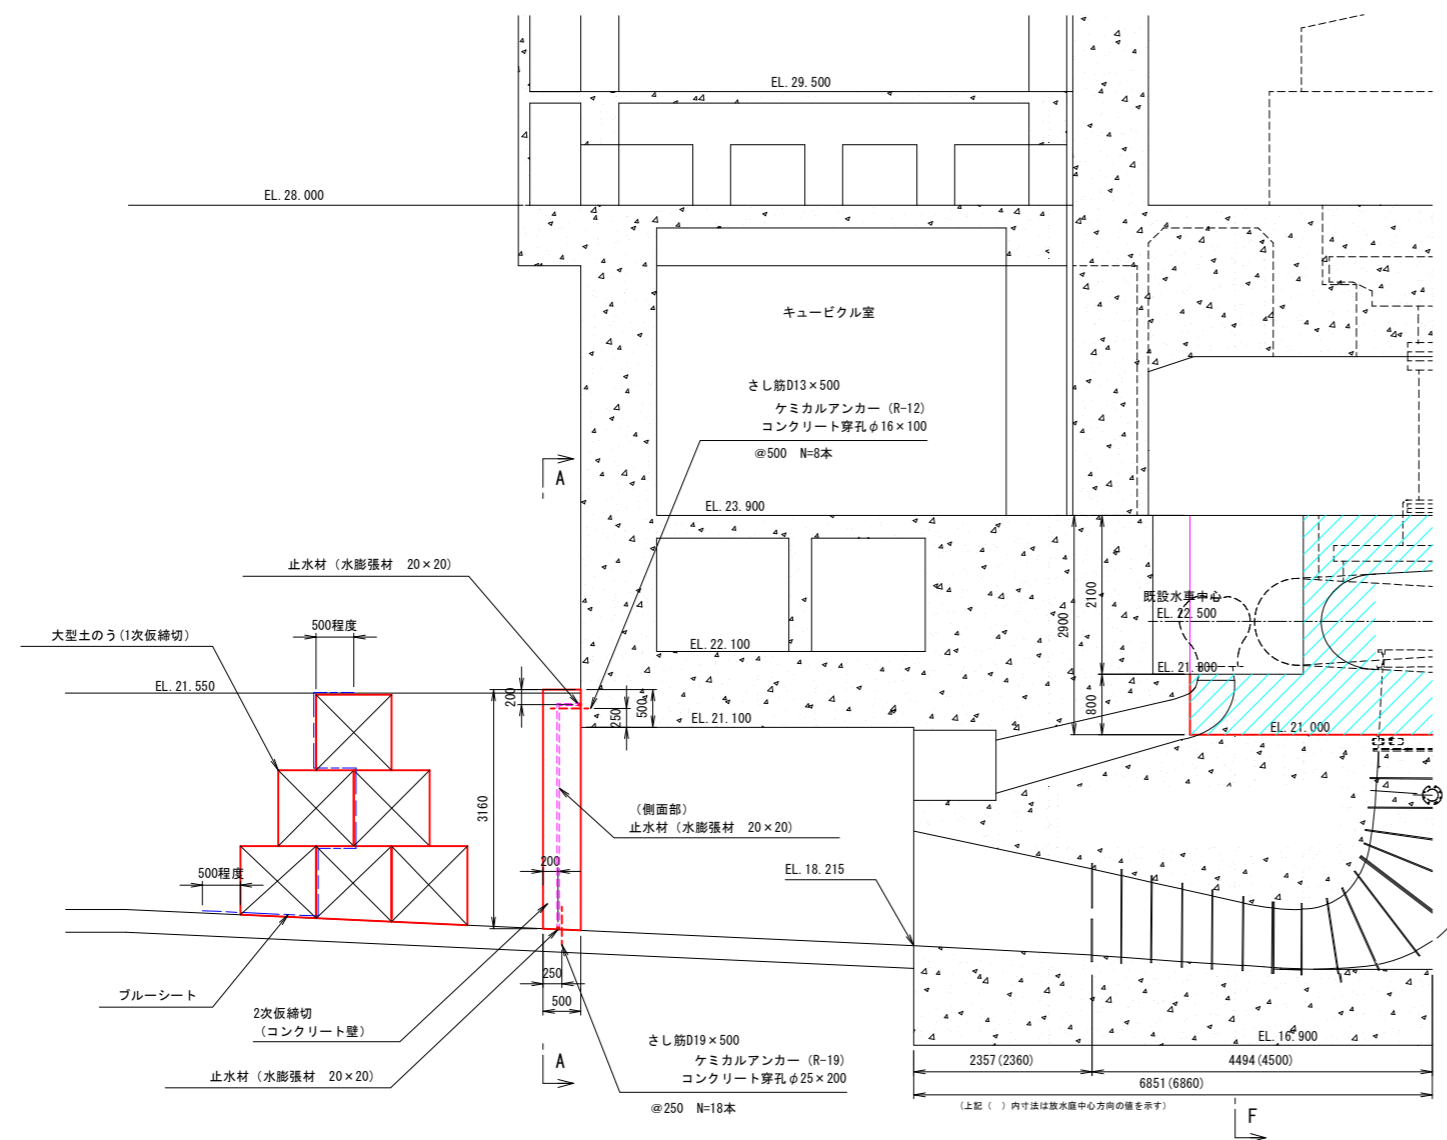 EL.29.500
EL.28.000
キュービクル室
さし筋D13×500
ケミカルアンカー（R-12）
コンクリート穿孔φ16×100
@500 N=8本
A
EL.23.900
止水材（水膨張材 20×20）
大型土のう(1次仮締切)
500程度
EL.21.550
200
250
500
EL.22.100
EL.21.100
2900
2100
800
既設水車中心
EL.22.500
EL.21.800
EL.21.000
3160
（側面部）
止水材（水膨張材 20×20）
500程度
200
EL.18.215
250
500
ブルーシート
2次仮締切
（コンクリート壁）
止水材（水膨張材 20×20）
A
さし筋D19×500
ケミカルアンカー（R-19）
コンクリート穿孔φ25×200
@250 N=18本
EL.16.900
2357(2360)
4494(4500)
6851(6860)
（上記（ ）内寸法は放水庭中心方向の値を示す）
F